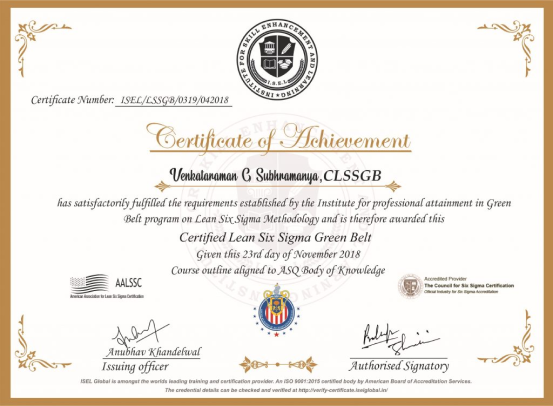 INSTITUTE FOR SKILL ENHANCEMENT AND LEARNING
I.S.E.L
Certificate Number: ISEL/LSSGB/0319/042018
Certificate of Achievement
Venkataraman G Subhramanya, CLSSGB
has satisfactorily fulfilled the requirements established by the Institute for professional attainment in Green
Belt program on Lean Six Sigma Methodology and is therefore awarded this
Certified Lean Six Sigma Green Belt
Given this 23rd day of November 2018
Course outline aligned to ASQ Body of Knowledge
AALSSC
American Association for Lean Six Sigma Certification
Accredited Provider
The Council for Six Sigma Certification
Official Industry for Six Sigma Accreditation
Anubhav Khandelwal
Issuing officer
Authorised Signatory
ISEL Global is amongst the worlds leading training and certification provider. An ISO 9001:2015 certified body by American Board of Accreditation Services.
The credential details can be checked and verified at http://verify-certificate.iselglobal.in/